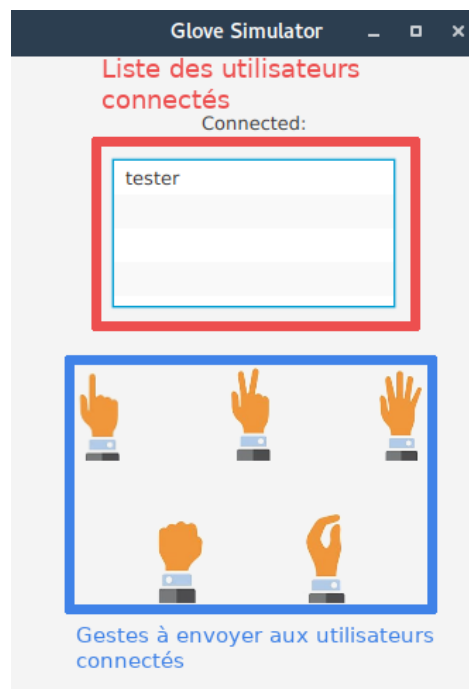 Glove Simulator
Liste des utilisateurs
connectés
Connected:
tester
Gestes à envoyer aux utilisateurs
connectés